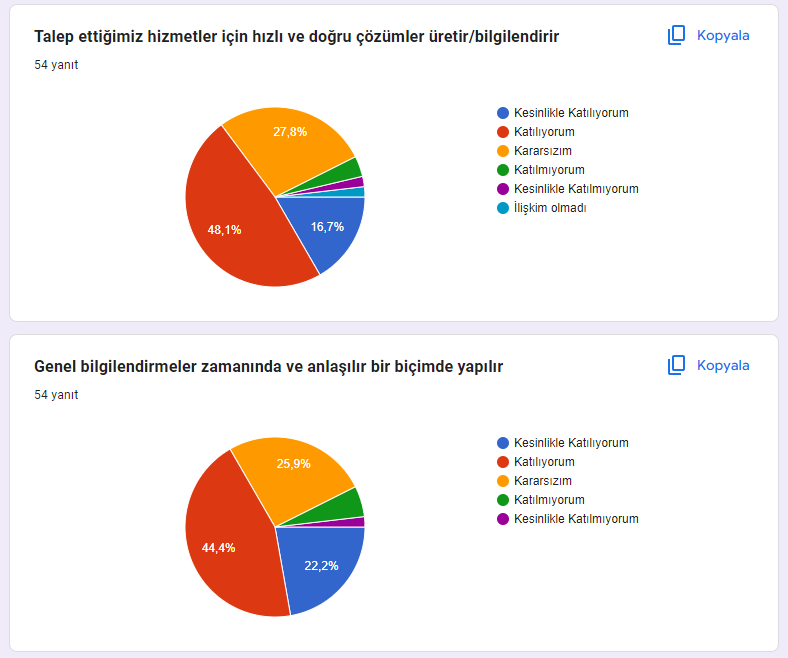 Talep ettiğimiz hizmetler için hızlı ve doğru çözümler üretir/bilgilendirir
Kopyala
54 yanıt
27,8%
48,1%
16,7%
Kesinlikle Katılıyorum
Katılıyorum
Kararsızım
Katılmıyorum
Kesinlikle Katılmıyorum
İlişkim olmadı
Genel bilgilendirmeler zamanında ve anlaşılır bir biçimde yapılır
Kopyala
54 yanıt
25,9%
44,4%
22,2%
Kesinlikle Katılıyorum
Katılıyorum
Kararsızım
Katılmıyorum
Kesinlikle Katılmıyorum